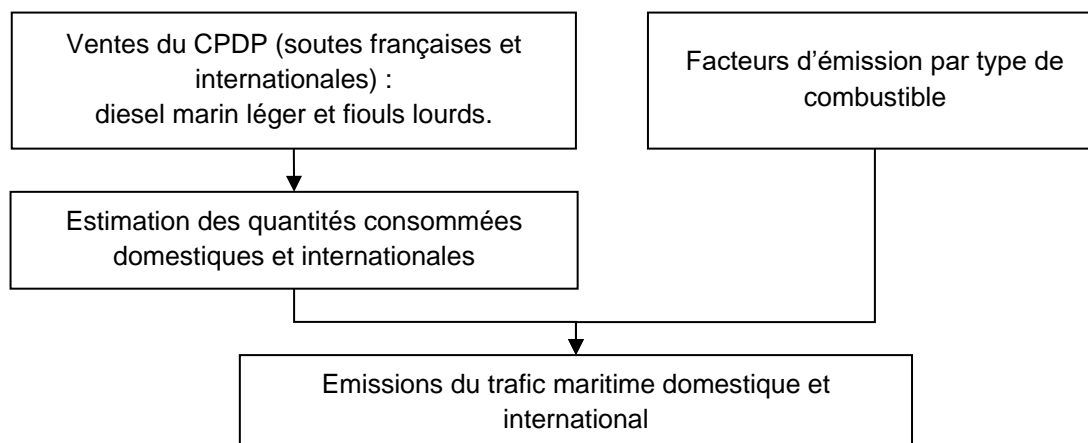 Ventes du CPDP (soutes françaises et
internationales) :
diesel marin léger et fiouls lourds.
Facteurs d’émission par type de
combustible
Estimation des quantités consommées
domestiques et internationales
Emissions du trafic maritime domestique et
international